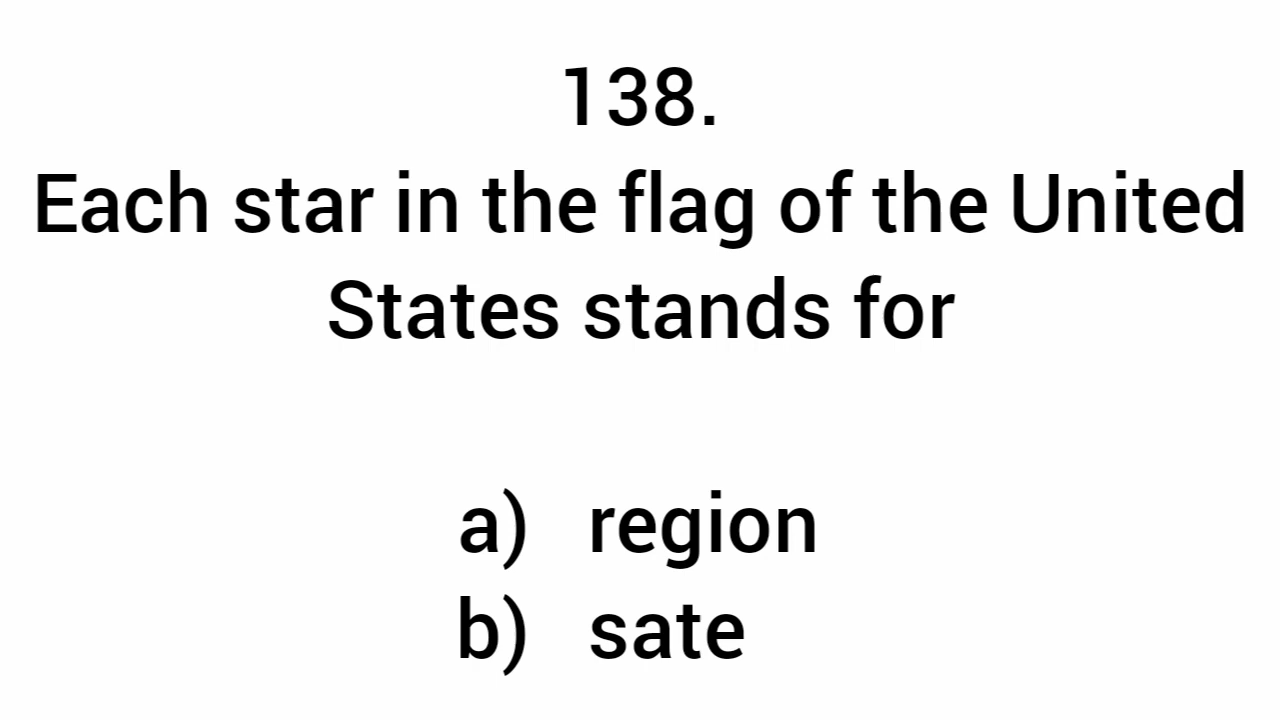 138.
Each star in the flag of the United
States stands for
a) region
b) sate